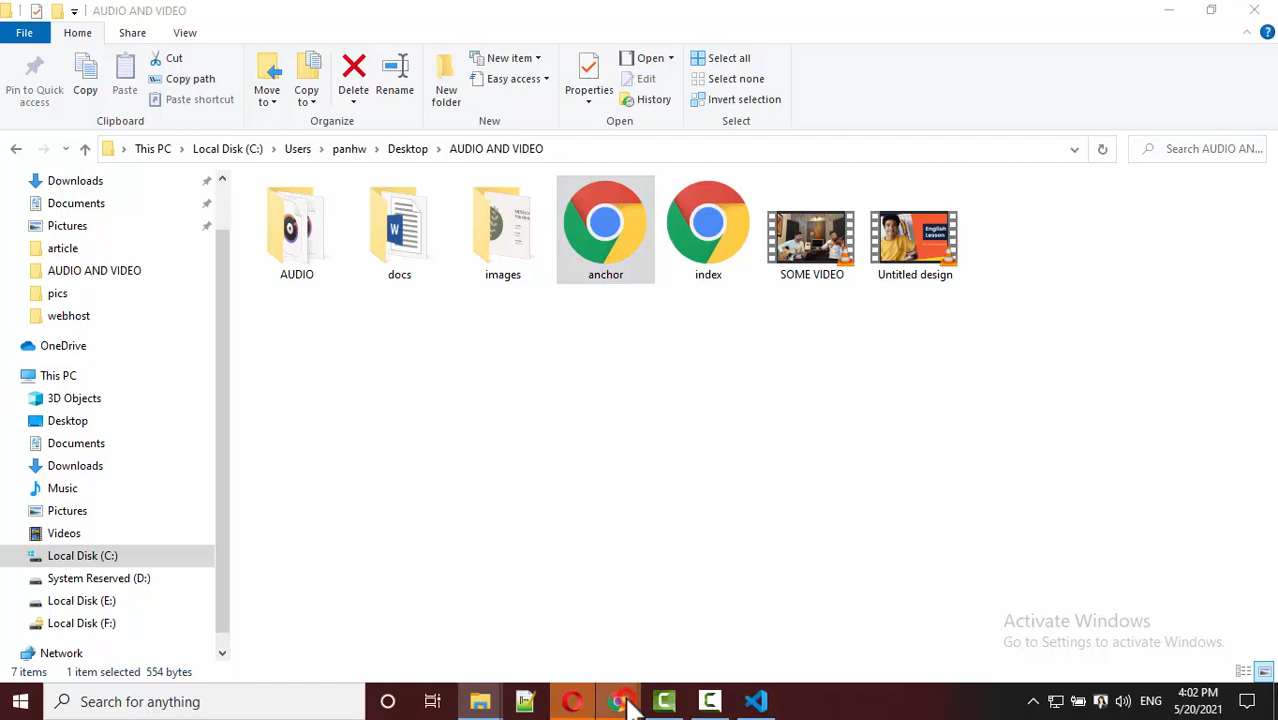 AUDIO AND VIDEO
File Home Share View
Pin to Quick access
Copy
Paste
Cut
Copy path
Paste shortcut
Clipboard
Move to
Copy to
Delete
Rename
Organize
New folder
New item
Easy access
New
Properties
Open
Edit
History
Open
Select all
Select none
Invert selection
Select
This PC Local Disk (C:) Users panhw Desktop AUDIO AND VIDEO
Search AUDIO AN...
Downloads
Documents
Pictures
article
AUDIO AND VIDEO
pics
webhost
OneDrive
This PC
3D Objects
Desktop
Documents
Downloads
Music
Pictures
Videos
Local Disk (C:)
System Reserved (D:)
Local Disk (E:)
Local Disk (F:)
Network
W
English
Lesson
AUDIO docs images anchor index SOME VIDEO Untitled design
Activate Windows
Go to Settings to activate Windows.
7 items 1 item selected 554 bytes
Search for anything
ENG
4:02 PM
5/20/2021